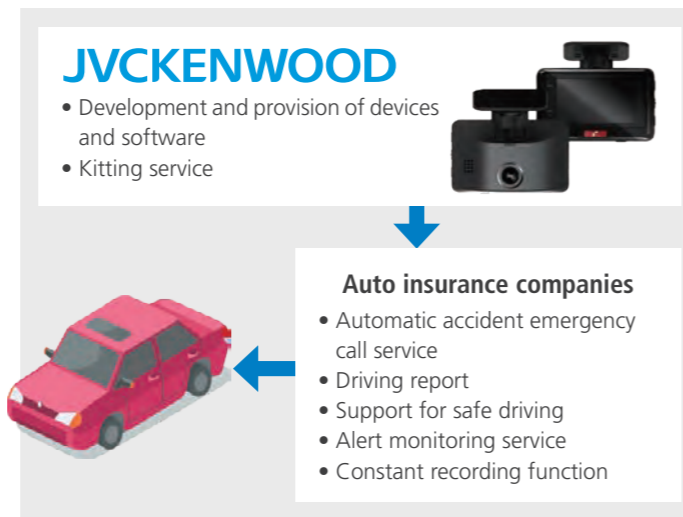 JVCKENWOOD
• Development and provision of devices
and software
• Kitting service
Auto insurance companies
• Automatic accident emergency
call service
• Driving report
• Support for safe driving
• Alert monitoring service
• Constant recording function